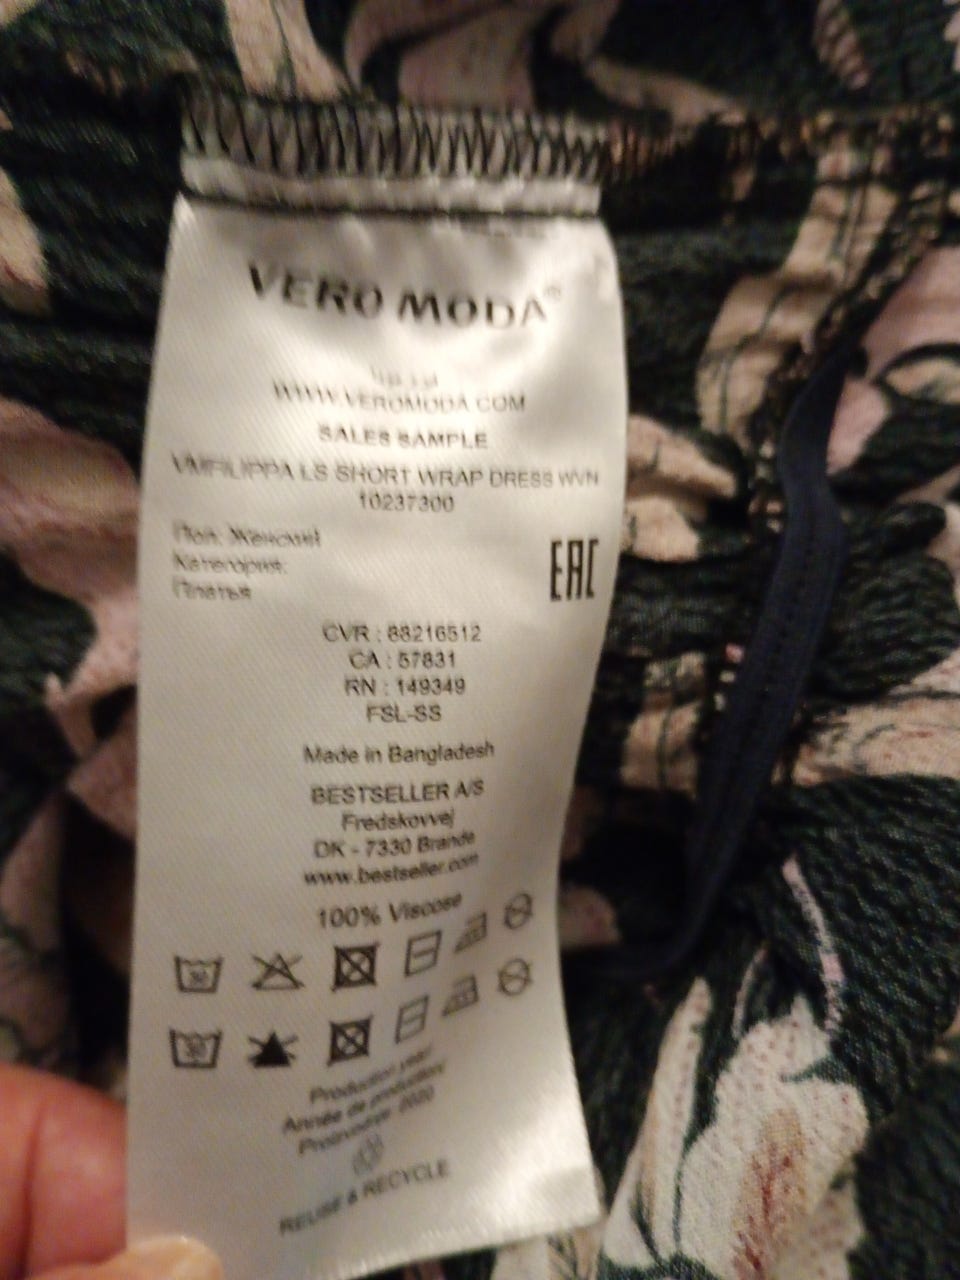 VERO MODA®
WWW.VEROMODA.COM
SALES SAMPLE
VMFILIPPA LS SHORT WRAP DRESS WVN
10237300
Пол: Женский
Категория:
Платья
EAC
CVR : 88216512
CA : 57831
RN : 149349
FSL-SS
Made in Bangladesh
BESTSELLER A/S
Fredskovvej
DK - 7330 Brande
www.bestseller.com
100% Viscose
30
30
Production year/
Année de production/
2020
REUSE & RECYCLE